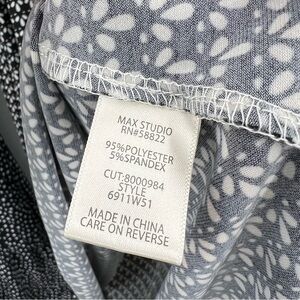 MAX STUDIO
RN#58822
95%POLYESTER
5%SPANDEX
CUT:8000984
STYLE
6911W51
MADE IN CHINA
CARE ON REVERSE